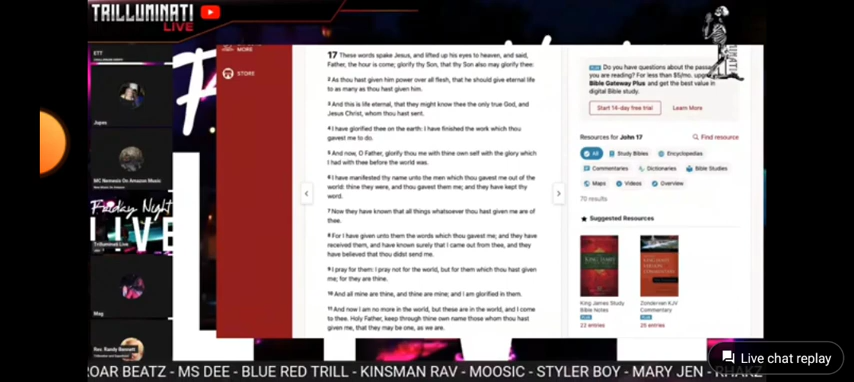 TRILLUMINATI
LIVE
ETT
Jopes
MC Nemesis On Amazon Music
Friday Night
LIVE
Trilluminati Live
Mag
Rev. Randy Bennett
MORE
STORE
17 These words spake Jesus, and lifted up his eyes to heaven, and said,
Father, the hour is come; glorify thy Son, that thy Son also may glorify thee:
2 As thou hast given him power over all flesh, that he should give eternal life
to as many as thou hast given him.
3 And this is life eternal, that they might know thee the only true God, and
Jesus Christ, whom thou hast sent.
4 I have glorified thee on the earth: I have finished the work which thou
gavest me to do.
5 And now, O Father, glorify thou me with thine own self with the glory which
I had with thee before the world was.
6 I have manifested thy name unto the men which thou gavest me out of the
world: thine they were, and thou gavest them me; and they have kept thy
word.
7 Now they have known that all things whatsoever thou hast given me are of
thee.
8 For I have given unto them the words which thou gavest me; and they have
received them, and have known surely that I came out from thee, and they
have believed that thou didst send me.
9 I pray for them: I pray not for the world, but for them which thou hast given
me; for they are thine.
10 And all mine are thine, and thine are mine; and I am glorified in them.
11 And now I am no more in the world, but these are in the world, and I come
to thee. Holy Father, keep through thine own name those whom thou hast
given me, that they may be one, as we are.
PLUS Do you have questions about the passa
you are reading? For less than $5/mo, upgr
Bible Gateway Plus and get the best value in
digital Bible study.
Start 14-day free trial
Learn More
Resources for John 17
Find resource
All
Study Bibles
Encyclopedias
Commentaries
Dictionaries
Bible Studies
Maps
Videos
Overview
70 results
Suggested Resources
King James Study
Bible Notes
PLUS
22 entries
Zondervan KJV
Commentary
PLUS
25 entries
Live chat replay
ROAR BEATZ - MS DEE - BLUE RED TRILL - KINSMAN RAV - MOOSIC - STYLER BOY - MARY JEN - RHAKZ